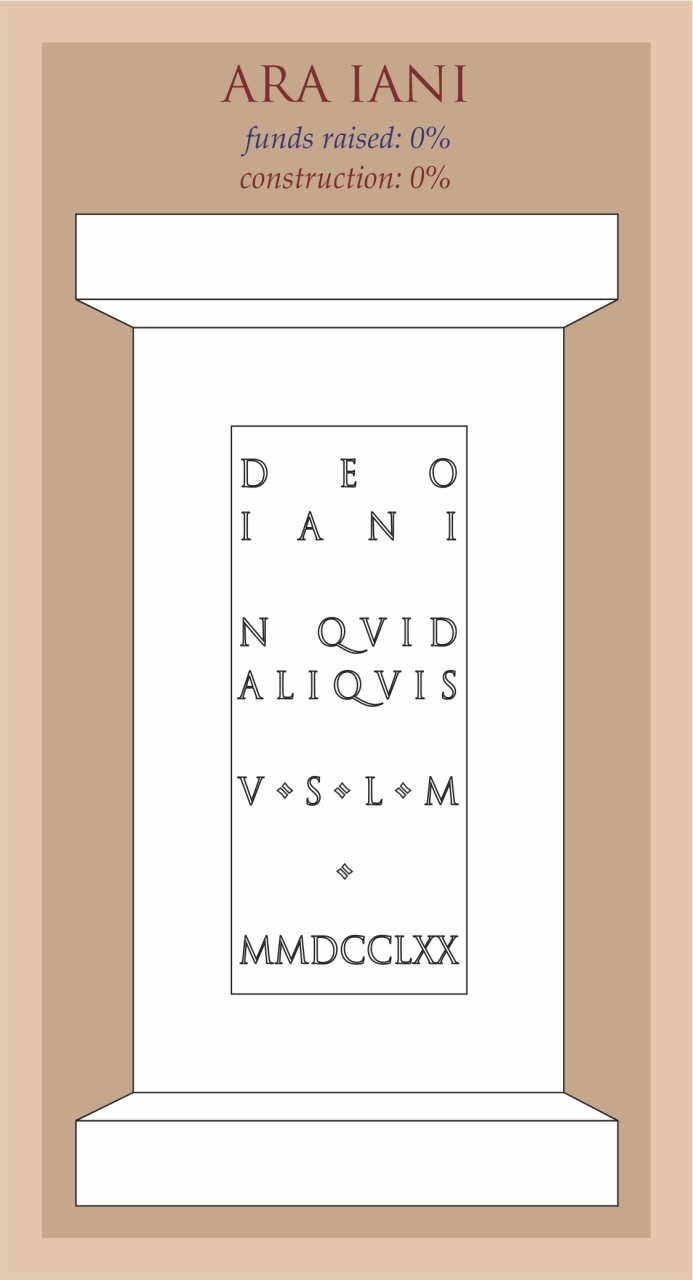 ARA IANI
funds raised: 0%
construction: 0%
DEO
IANI
N QVID
ALIQVIS
V S L M
MMDCCLXX